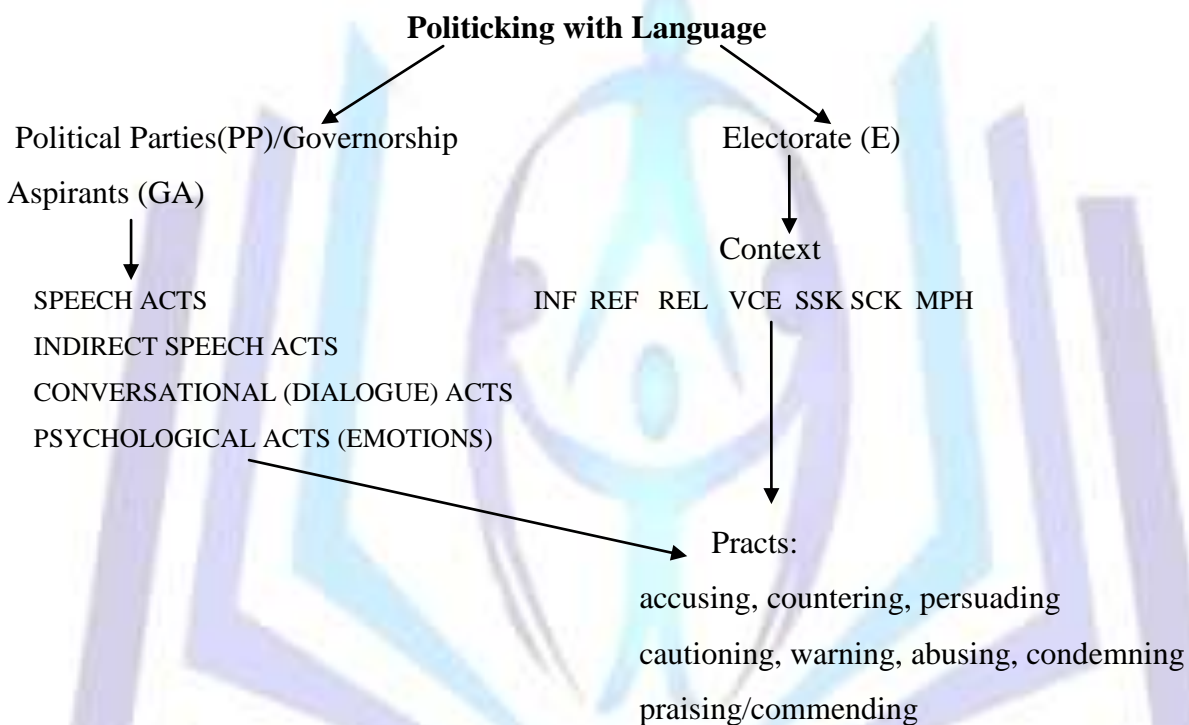 Politicking with Language
Political Parties(PP)/Governorship
Aspirants (GA)
Electorate (E)
Context
SPEECH ACTS
INDIRECT SPEECH ACTS
CONVERSATIONAL (DIALOGUE) ACTS
PSYCHOLOGICAL ACTS (EMOTIONS)
INF REF REL VCE SSK SCK MPH
Practs:
accusing, countering, persuading
cautioning, warning, abusing, condemning
praising/commending